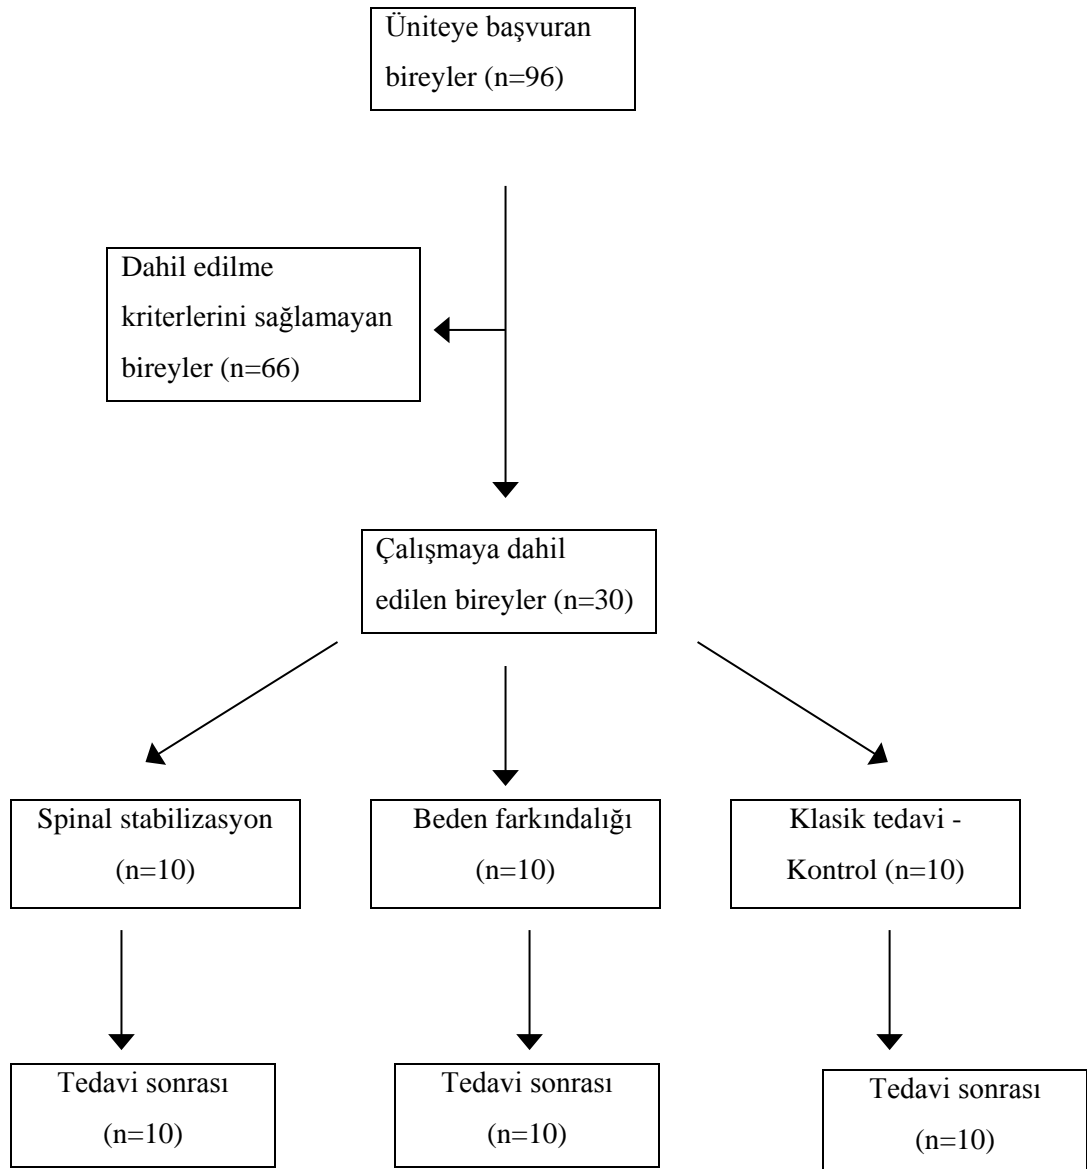 Üniteye başvuran
bireyler (n=96)
Dahil edilme
kriterlerini sağlamayan
bireyler (n=66)
Çalışmaya dahil
edilen bireyler (n=30)
Spinal stabilizasyon
(n=10)
Beden farkındalığı
(n=10)
Klasik tedavi -
Kontrol (n=10)
Tedavi sonrası
(n=10)
Tedavi sonrası
(n=10)
Tedavi sonrası
(n=10)